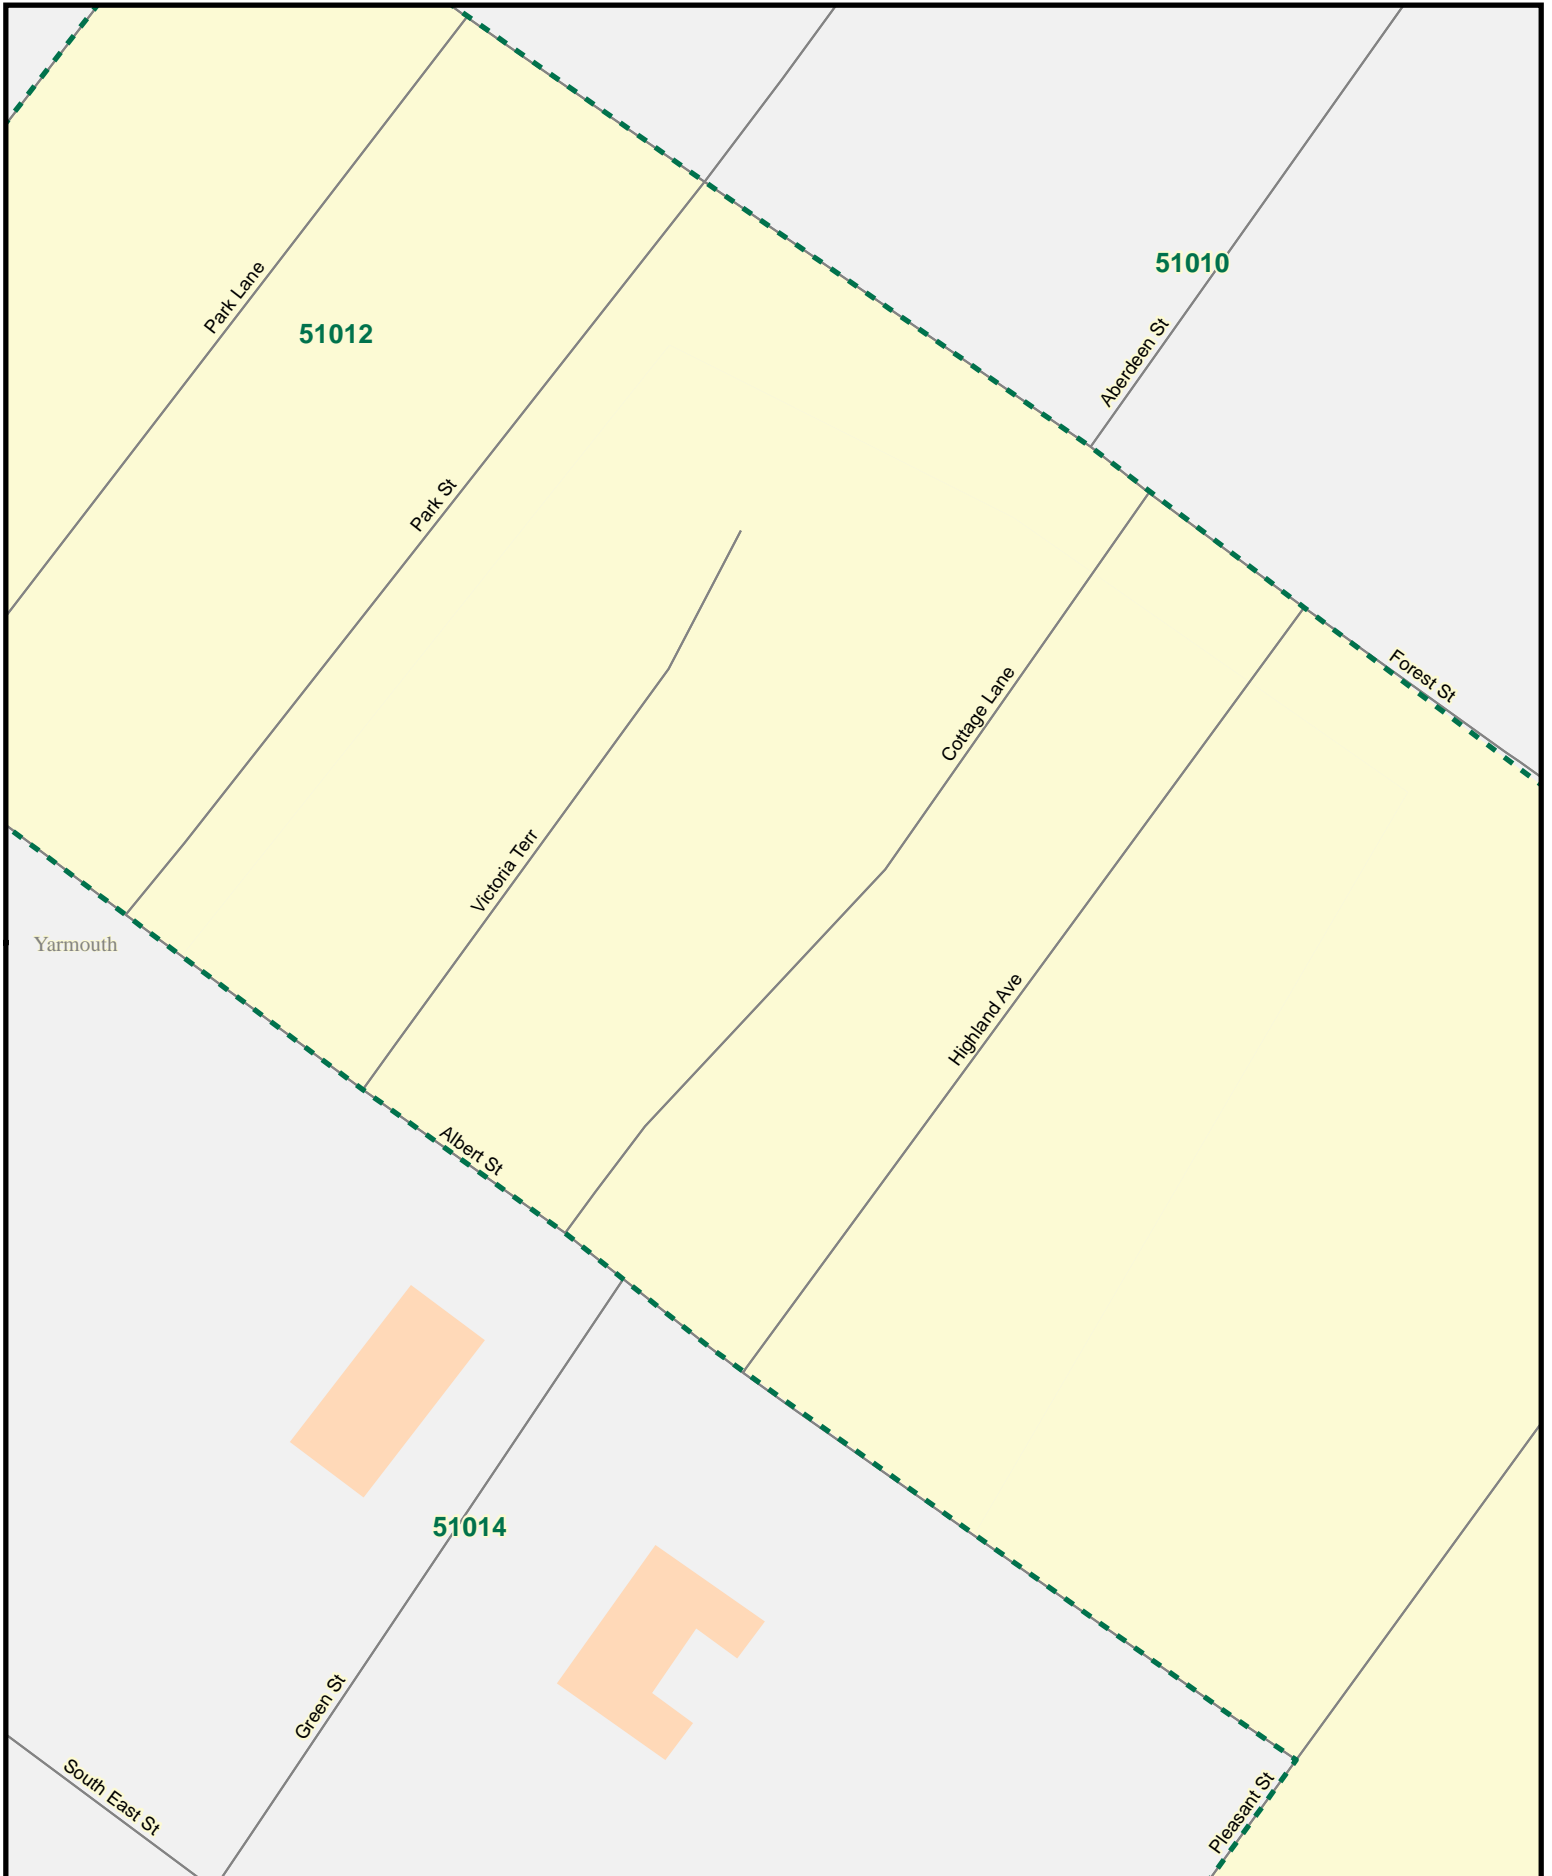 51010
Park Lane
51012
Aberdeen St
Park St
Forest St
Cottage Lane
Victoria Terr
Yarmouth
Highland Ave
Albert St
51014
Green St
South East St
Pleasant St